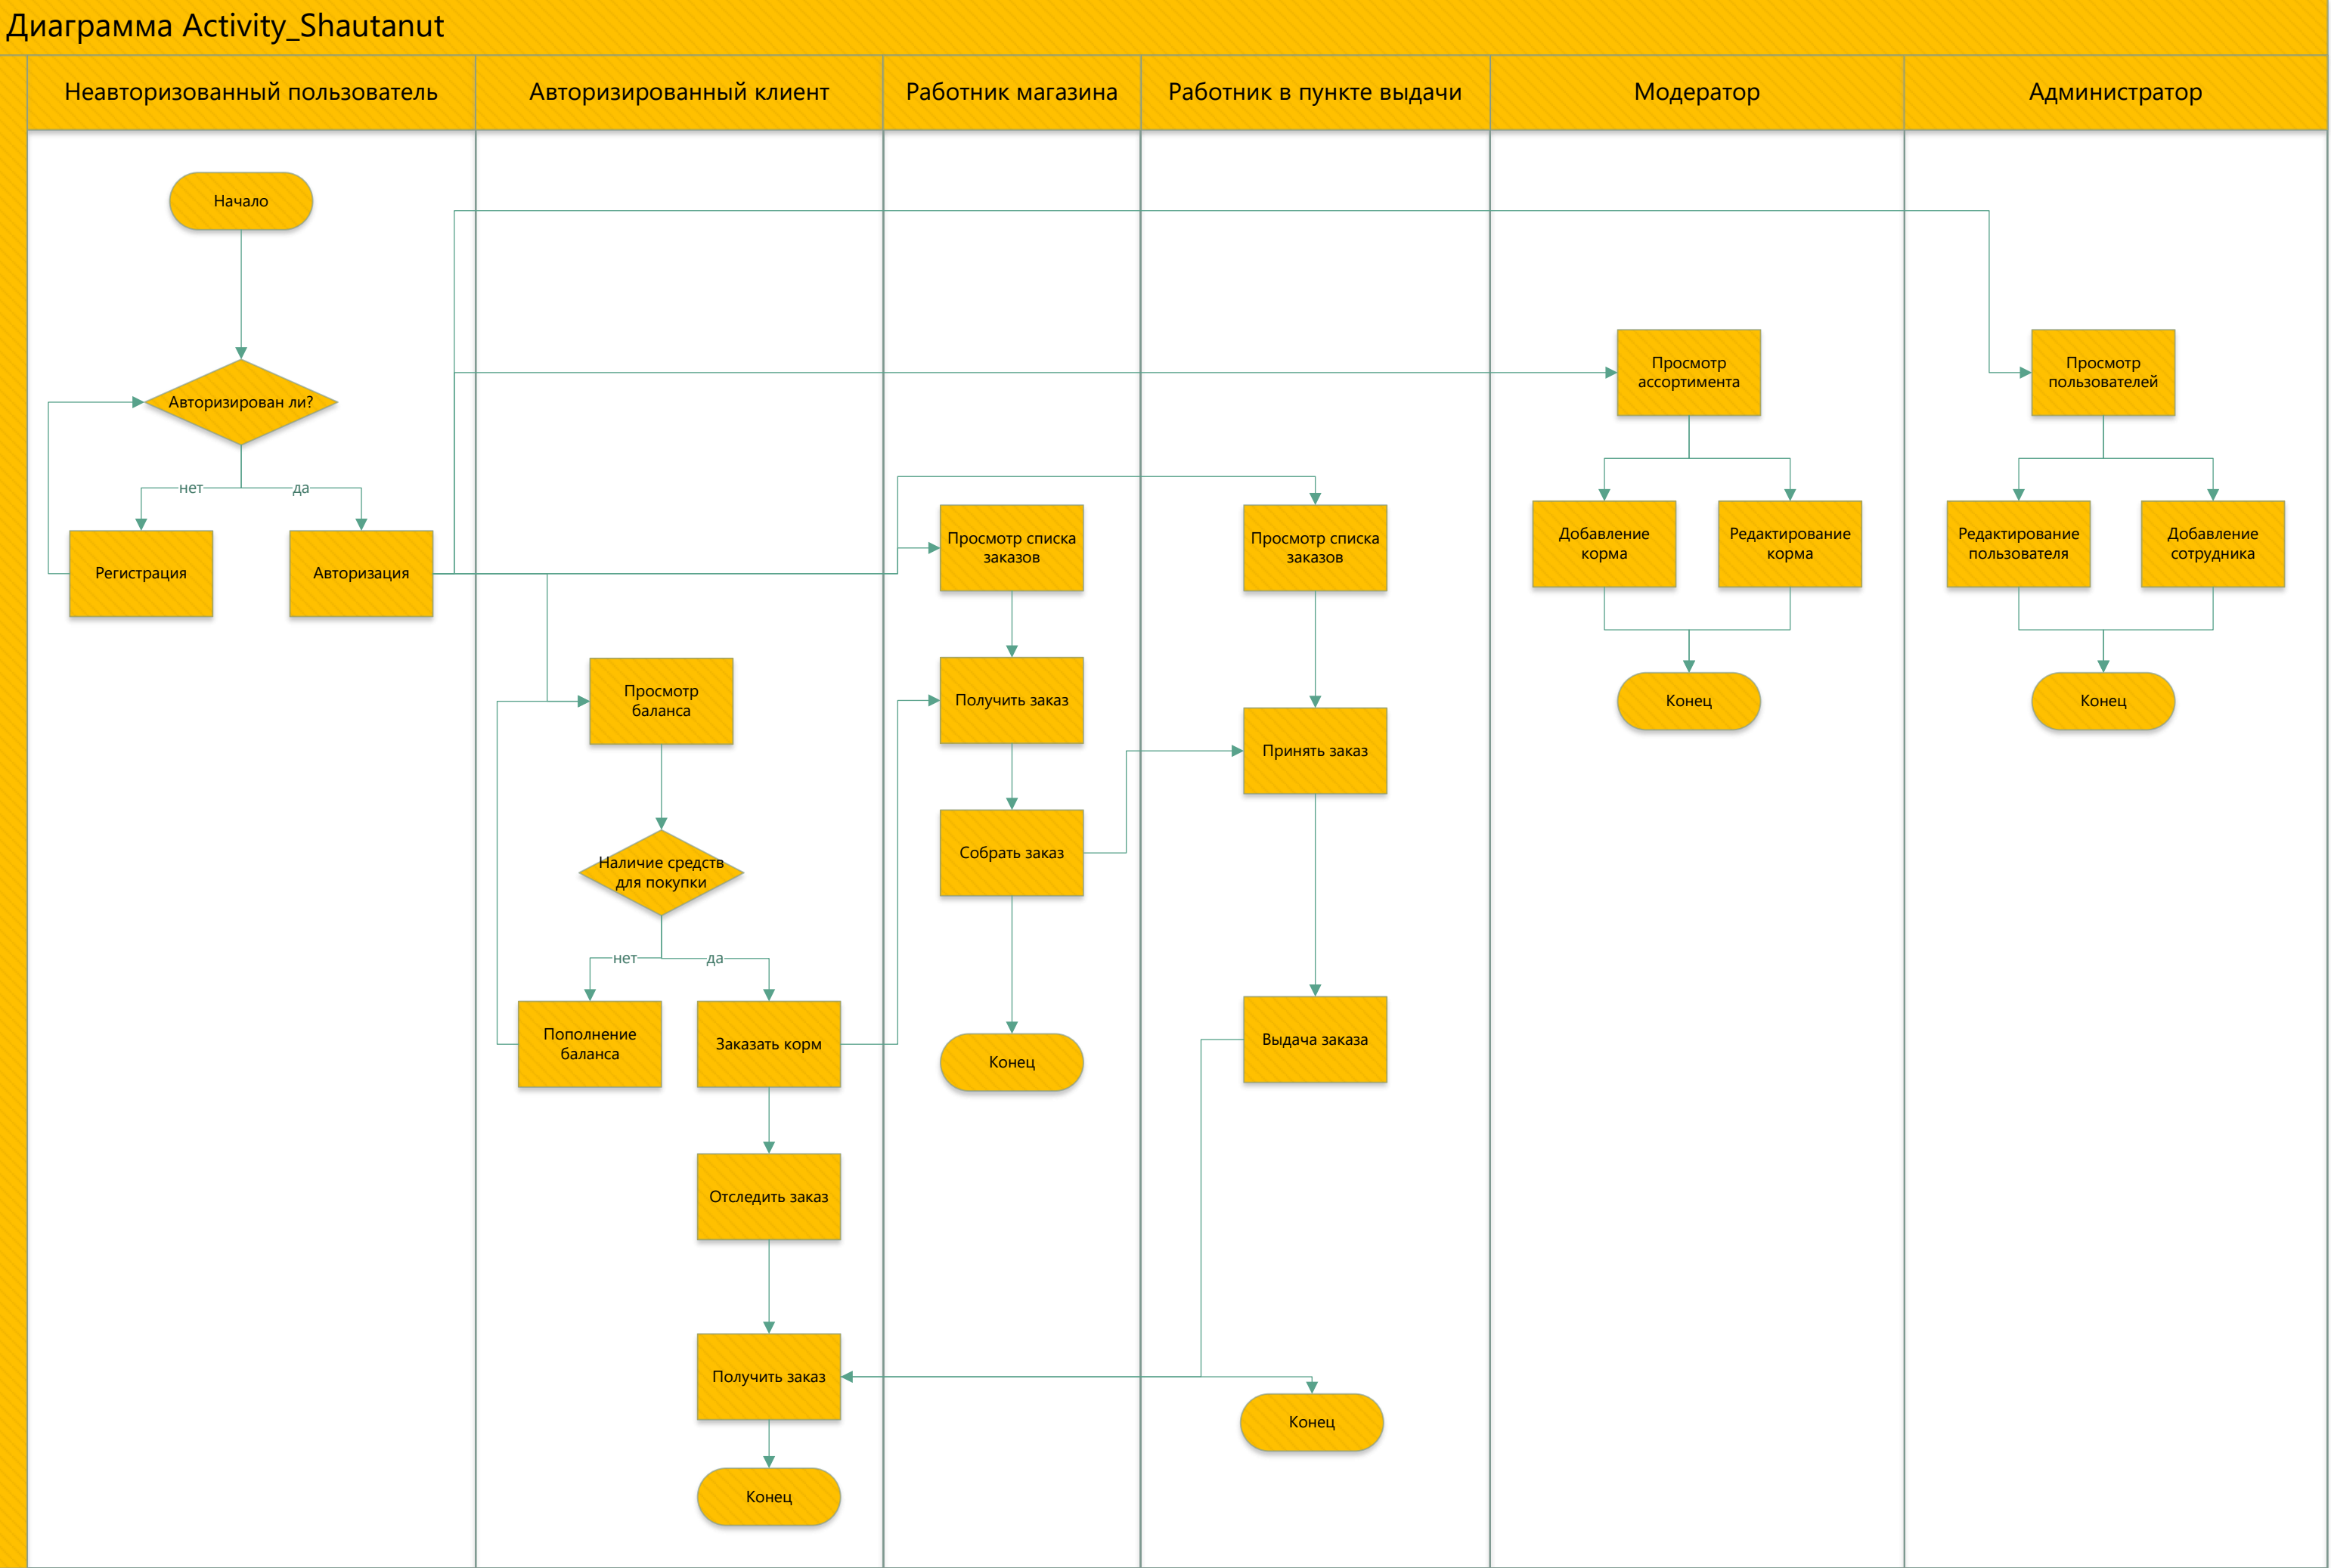 Диаграмма Activity_Shautanut
Неавторизованный пользователь
Авторизированный клиент
Работник магазина
Работник в пункте выдачи
Модератор
Администратор
Начало
Авторизирован ли?
нет
да
Регистрация
Авторизация
Просмотр
баланса
Наличие средств
для покупки
нет
да
Пополнение
баланса
Заказать корм
Отследить заказ
Получить заказ
Конец
Просмотр списка
заказов
Получить заказ
Собрать заказ
Конец
Просмотр списка
заказов
Принять заказ
Выдача заказа
Конец
Просмотр
ассортимента
Добавление
корма
Редактирование
корма
Конец
Просмотр
пользователей
Редактирование
пользователя
Добавление
сотрудника
Конец